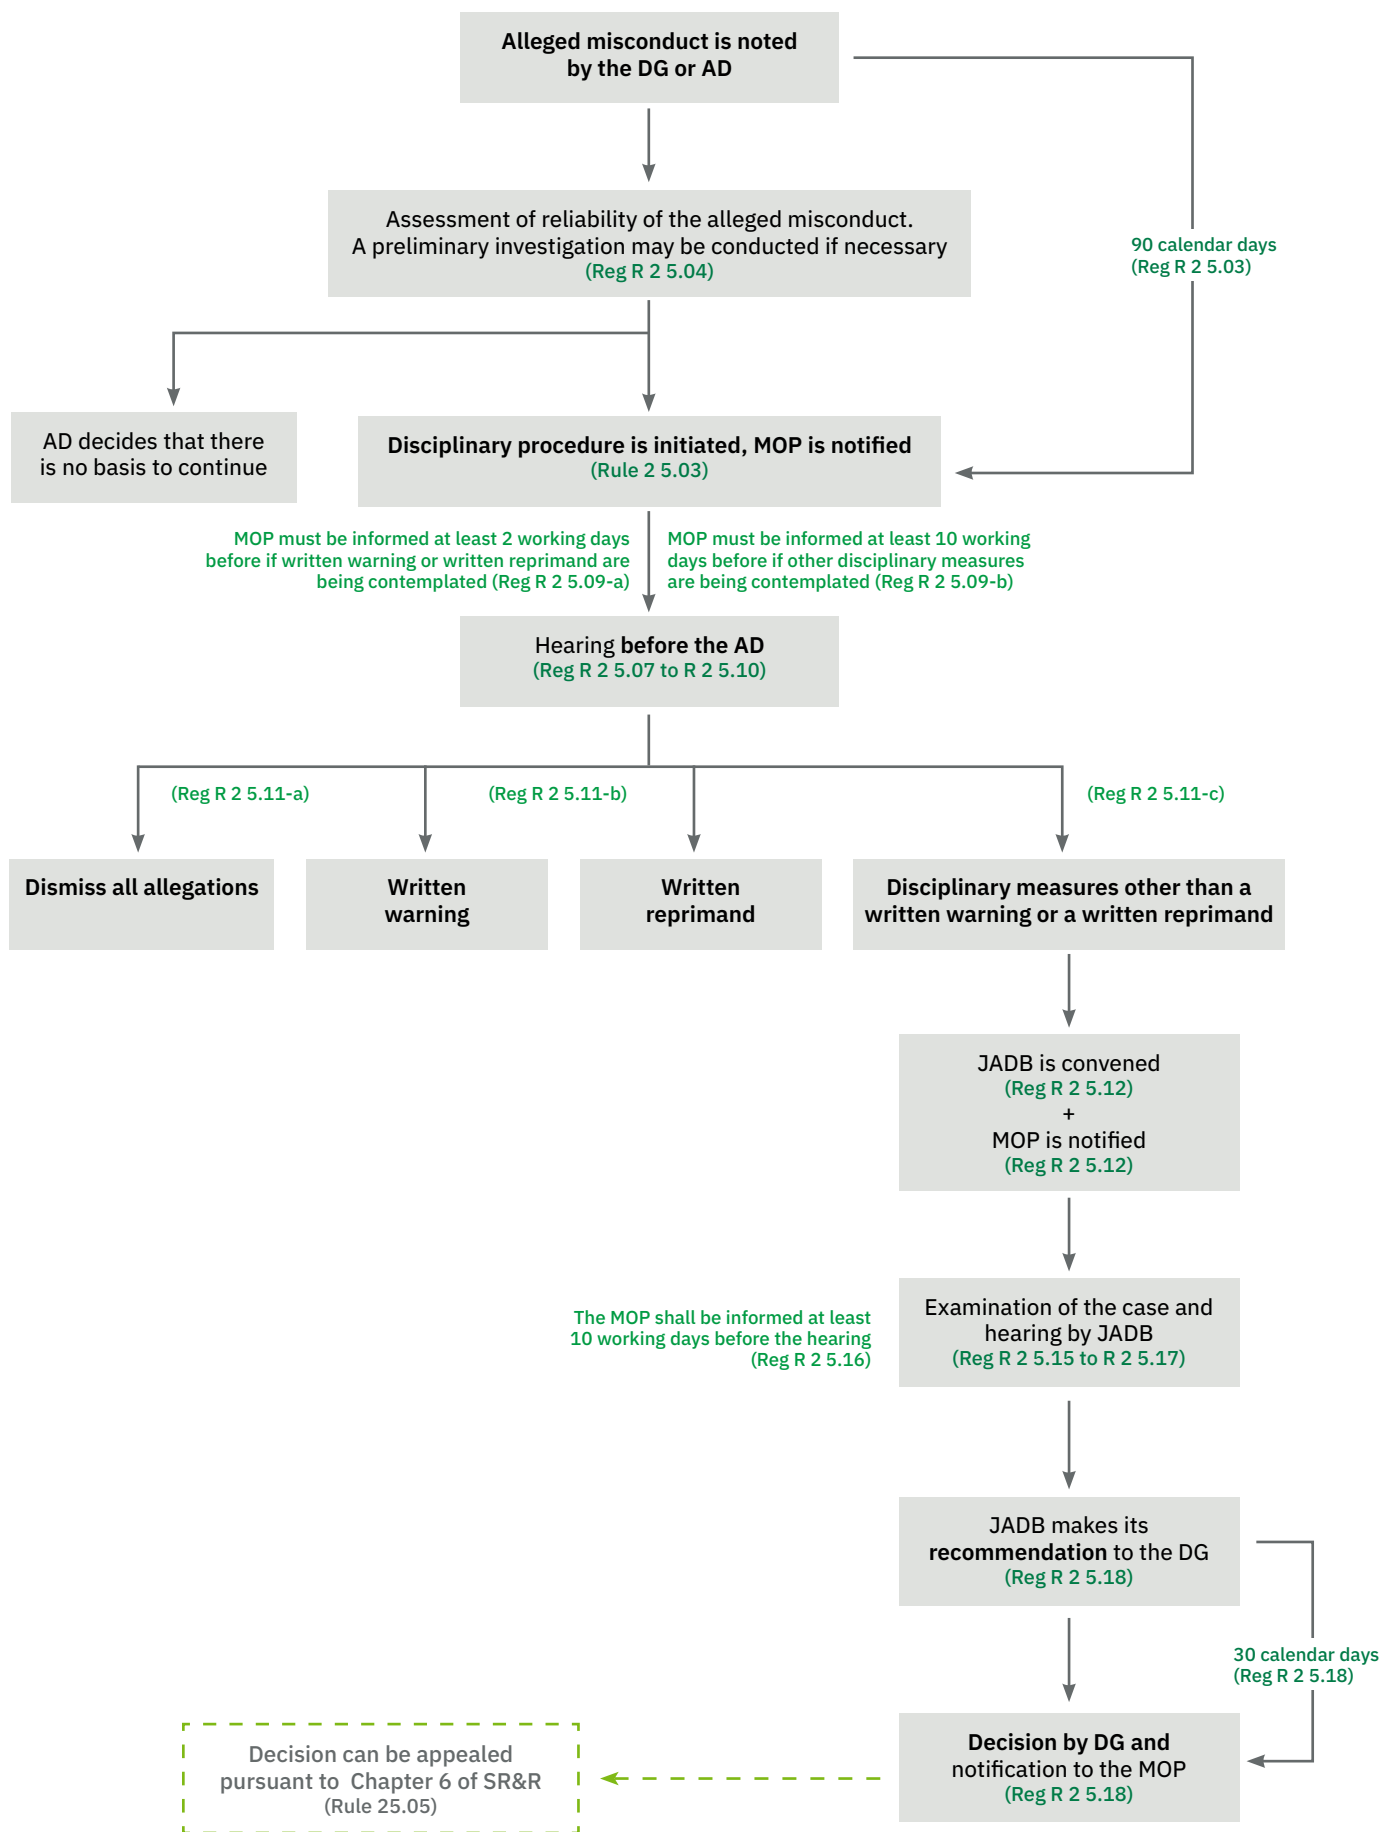 Alleged misconduct is noted
by the DG or AD
Assessment of reliability of the alleged misconduct.
A preliminary investigation may be conducted if necessary
(Reg R 2 5.04)
90 calendar days
(Reg R 2 5.03)
AD decides that there
is no basis to continue
Disciplinary procedure is initiated, MOP is notified
(Rule 2 5.03)
MOP must be informed at least 2 working days
before if written warning or written reprimand are
being contemplated (Reg R 2 5.09-a)
MOP must be informed at least 10 working
days before if other disciplinary measures
are being contemplated (Reg R 2 5.09-b)
Hearing before the AD
(Reg R 2 5.07 to R 2 5.10)
(Reg R 2 5.11-a)
(Reg R 2 5.11-b)
(Reg R 2 5.11-c)
Dismiss all allegations
Written
warning
Written
reprimand
Disciplinary measures other than a
written warning or a written reprimand
JADB is convened
(Reg R 2 5.12)
+
MOP is notified
(Reg R 2 5.12)
The MOP shall be informed at least
10 working days before the hearing
(Reg R 2 5.16)
Examination of the case and
hearing by JADB
(Reg R 2 5.15 to R 2 5.17)
JADB makes its
recommendation to the DG
(Reg R 2 5.18)
30 calendar days
(Reg R 2 5.18)
Decision by DG and
notification to the MOP
(Reg R 2 5.18)
Decision can be appealed
pursuant to Chapter 6 of SR&R
(Rule 25.05)